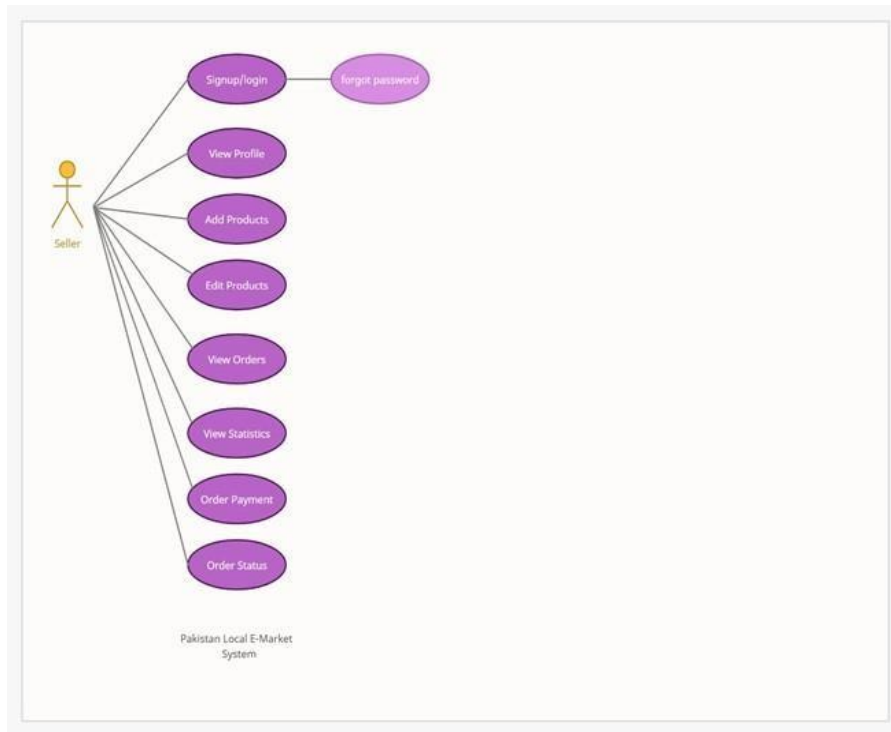 Signup/login
forgot password
View Profile
Add Products
Seller
Edit Products
View Orders
View Statistics
Order Payment
Order Status
Pakistan Local E-Market
System